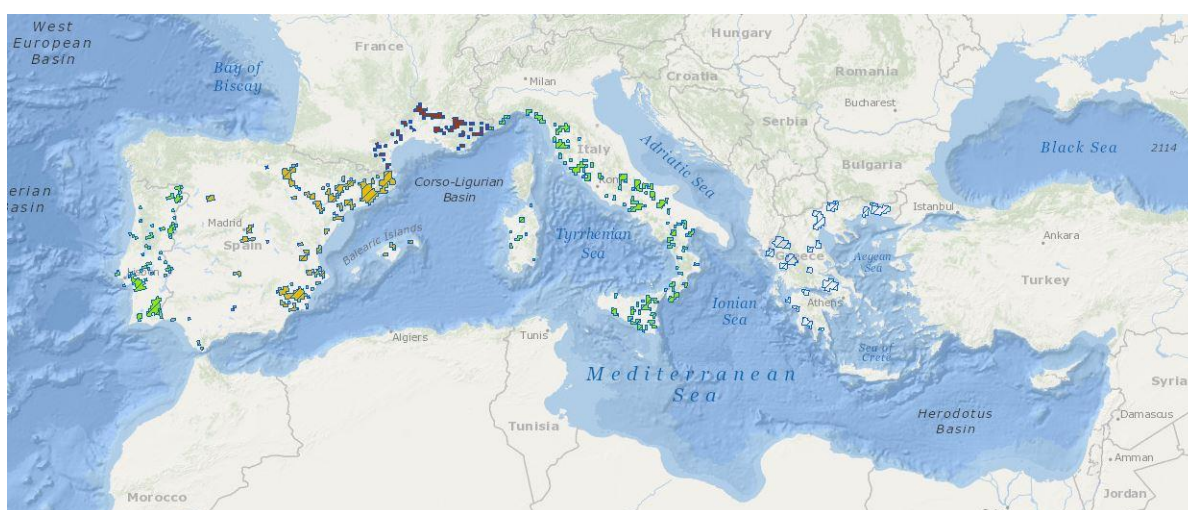 West
European
Basin
Bay of
Biscay
France
Hungary
Milan
Croatia
Romania
Bucharest
Serbia
Black Sea
2114
Italy
Adriatic Sea
Bulgaria
Istanbul
Corso-Ligurian
Basin
Madrid
Spain
Balearic Islands
Tyrrhenian
Sea
Greece
Aegean
Sea
Ankara
Turkey
Athens
Ionian
Sea
Sea of
Crete
Algiers
Tunis
Mediterranean
Sea
Herodotus
Basin
Syria
Damascus
Amman
Jordan
Tunisia
Morocco